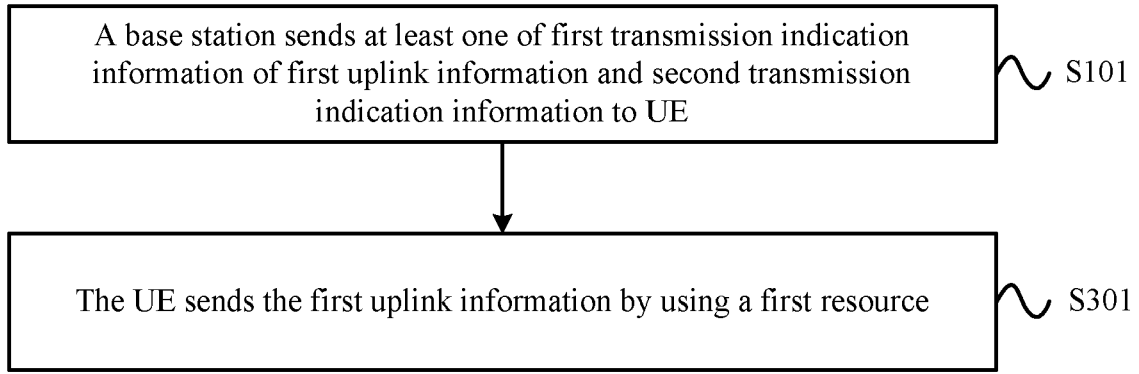 A base station sends at least one of first transmission indication
information of first uplink information and second transmission
indication information to UE
S101
The UE sends the first uplink information by using a first resource
S301